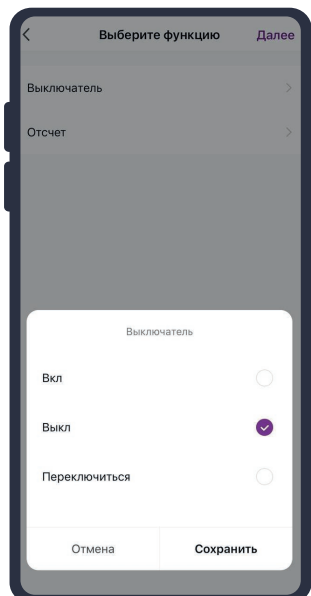 Выберите функцию Далее
Выключатель
Отсчет
Выключатель
Вкл
Выкл
Переключиться
Отмена Сохранить